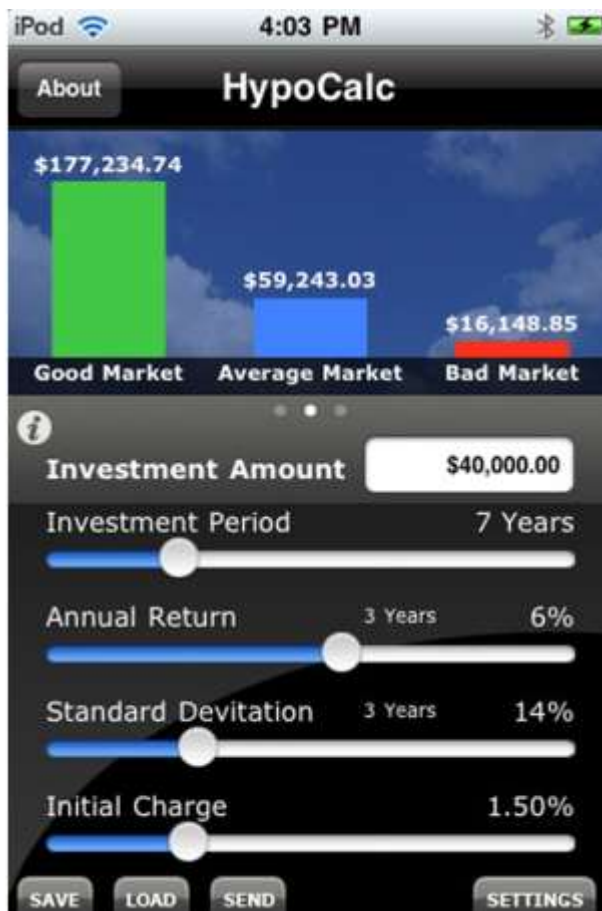 iPod 4:03 PM
About HypoCalc
$177,234.74
$59,243.03
$16,148.85
Good Market Average Market Bad Market
i
Investment Amount $40,000.00
Investment Period 7 Years
Annual Return 3 Years 6%
Standard Devitation 3 Years 14%
Initial Charge 1.50%
SAVE LOAD SEND SETTINGS